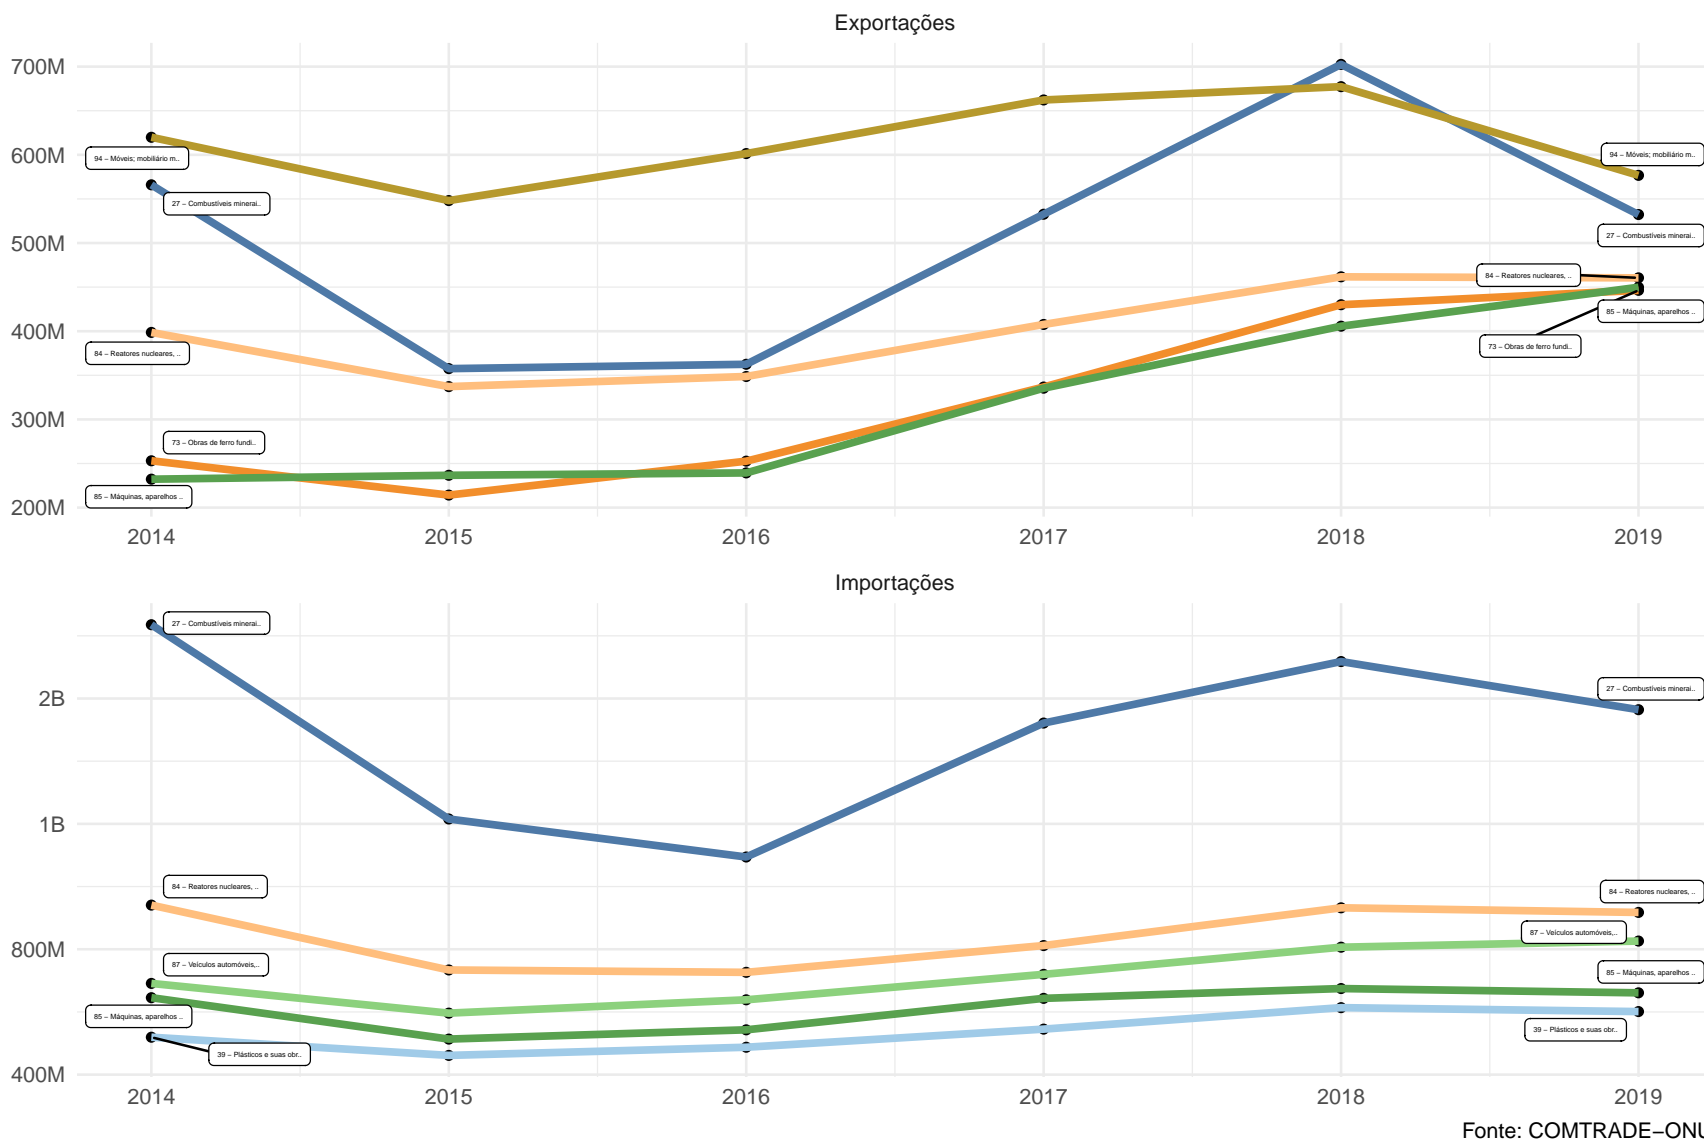 Exportações
700M
600M
500M
400M
300M
200M
94 – Móveis; mobiliário m..
27 – Combustíveis minerai..
84 – Reatores nucleares, ..
73 – Obras de ferro fundi..
85 – Máquinas, aparelhos ..
94 – Móveis; mobiliário m..
27 – Combustíveis minerai..
84 – Reatores nucleares, ..
85 – Máquinas, aparelhos ..
73 – Obras de ferro fundi..
2014 2015 2016 2017 2018 2019
Importações
2B
1B
800M
400M
27 – Combustíveis minerai..
84 – Reatores nucleares, ..
87 – Veículos automóveis,..
85 – Máquinas, aparelhos ..
39 – Plásticos e suas obr..
27 – Combustíveis minerai..
84 – Reatores nucleares, ..
87 – Veículos automóveis,..
85 – Máquinas, aparelhos ..
39 – Plásticos e suas obr..
2014 2015 2016 2017 2018 2019
Fonte: COMTRADE–ONU